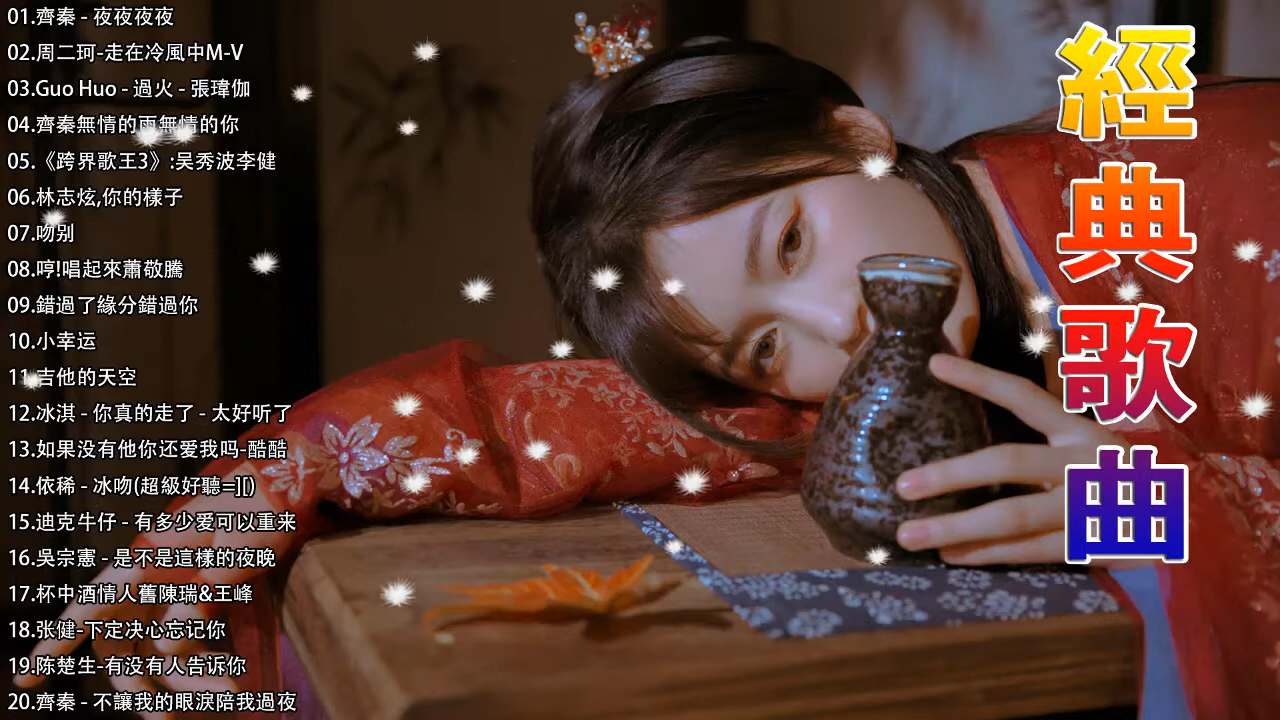 01.齊秦 - 夜夜夜夜
02.周二珂-走在冷風中M-V
03.Guo Huo - 過火 - 張瑋伽
04.齊秦無情的雨無情的你
05.《跨界歌王3》:吴秀波李健
06.林志炫,你的樣子
07.吻别
08.哼!唱起來蕭敬騰
09.錯過了緣分錯過你
10.小幸运
11.吉他的天空
12.冰淇 - 你真的走了 - 太好听了
13.如果没有他你还爱我吗-酷酷
14.依稀 - 冰吻(超級好聽=][)
15.迪克牛仔 - 有多少爱可以重来
16.吳宗憲 - 是不是這樣的夜晚
17.杯中酒情人舊陳瑞&王峰
18.张健-下定决心忘记你
19.陈楚生-有没有人告诉你
20.齊秦 - 不讓我的眼淚陪我過夜
經典歌曲